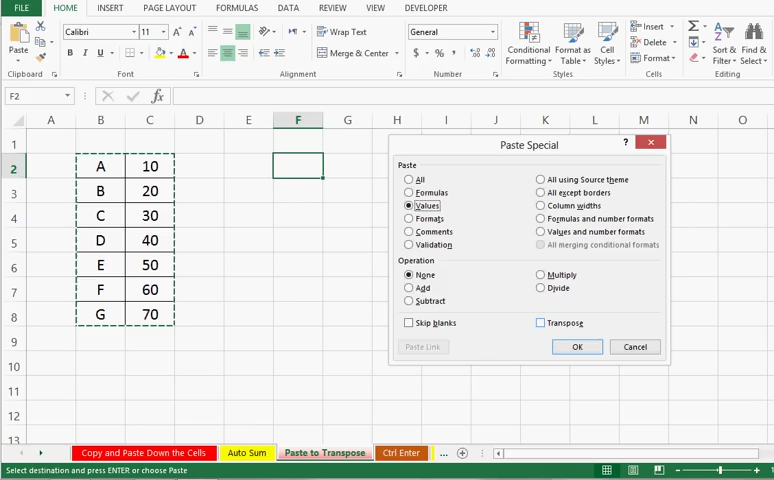 FILE HOME INSERT PAGE LAYOUT FORMULAS DATA REVIEW VIEW DEVELOPER
Calibri 11 A A Wrap Text General Insert
Paste B I U A Merge & Center $ % , Conditional Formatting Format as Table Cell Styles Delete Format Sort & Filter Find & Select
Clipboard Font Alignment Number Styles Cells Editing
F2 fx
A B C D E F G H I J K L M N O
1
2 A 10
3 B 20
4 C 30
5 D 40
6 E 50
7 F 60
8 G 70
9
10
11
12
13
Paste Special ?
Paste
All All using Source theme
Formulas All except borders
Values Column widths
Formats Formulas and number formats
Comments Values and number formats
Validation All merging conditional formats
Operation
None Multiply
Add Divide
Subtract
Skip blanks Transpose
Paste Link OK Cancel
Copy and Paste Down the Cells Auto Sum Paste to Transpose Ctrl Enter ...
Select destination and press ENTER or choose Paste